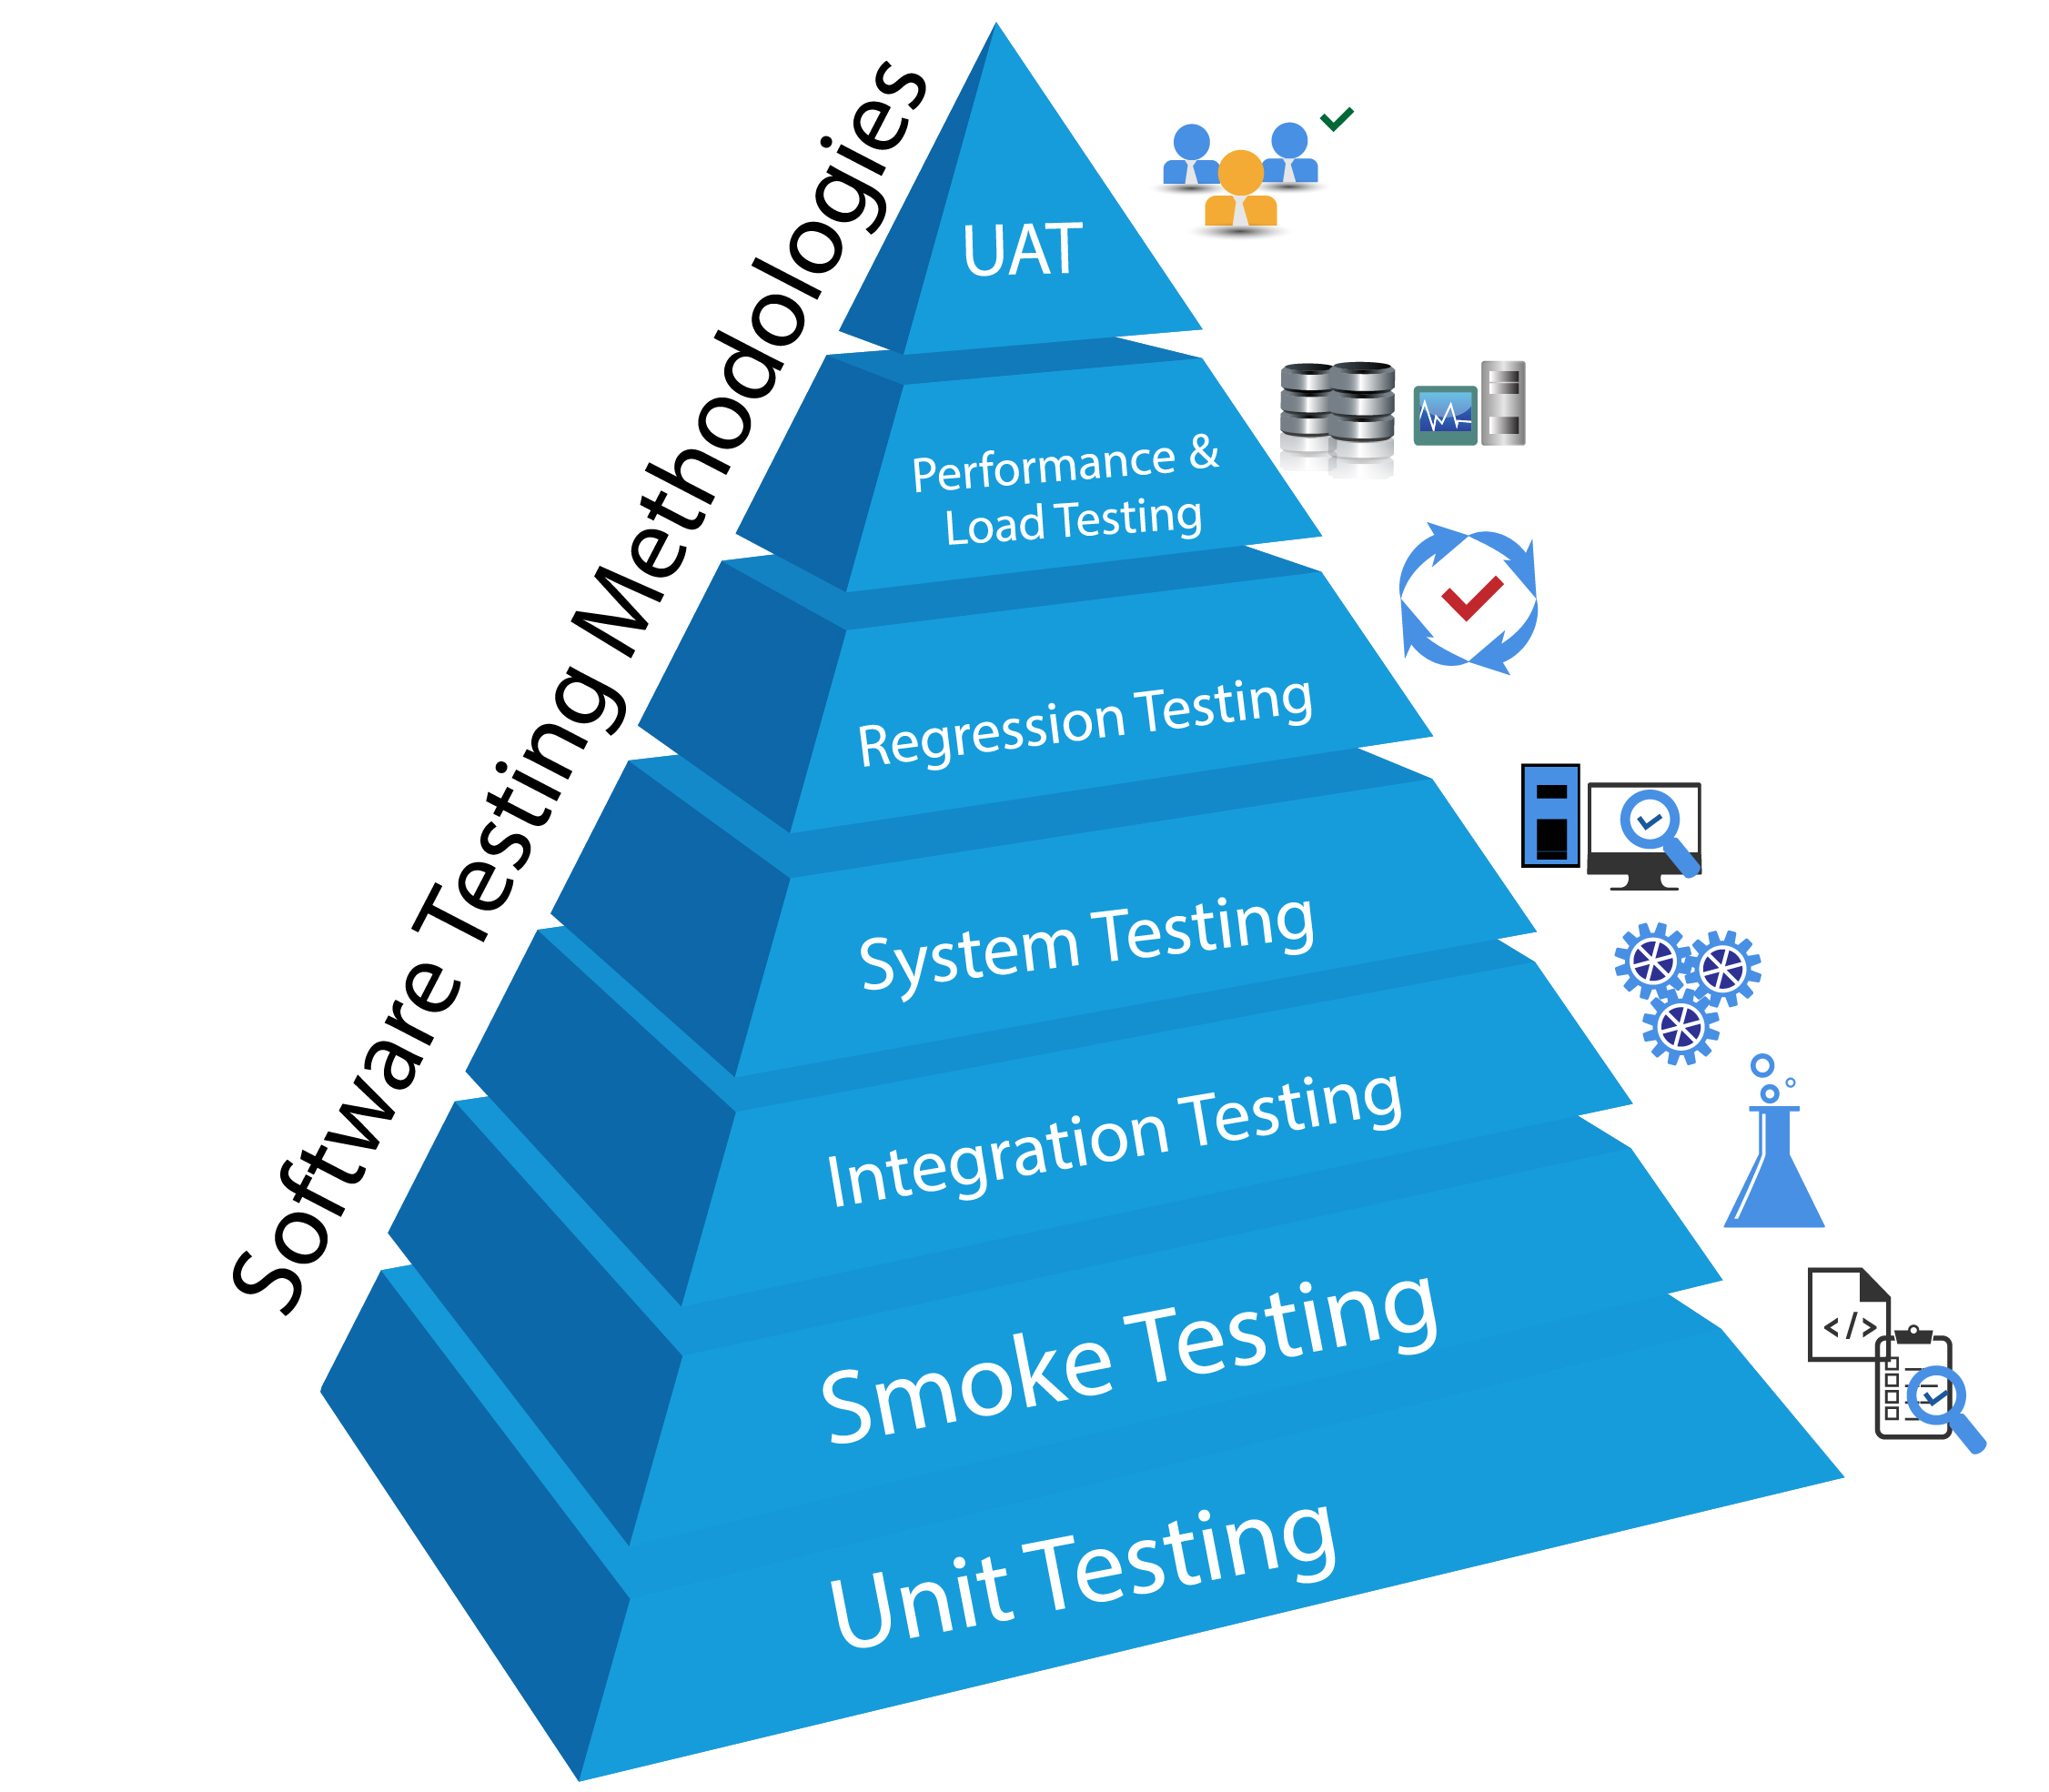 Software Testing Methodologies
UAT
Performance &
Load Testing
Regression Testing
System Testing
Integration Testing
Smoke Testing
</>
Unit Testing